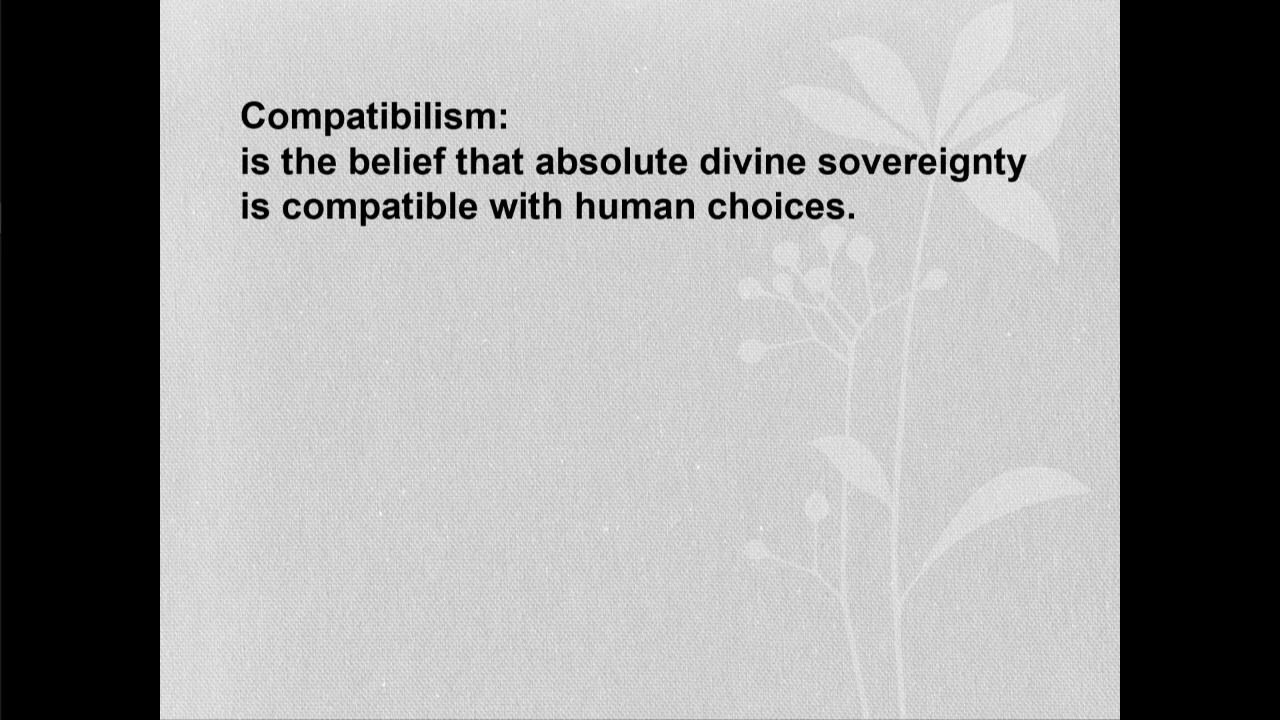 Compatibilism:
is the belief that absolute divine sovereignty
is compatible with human choices.